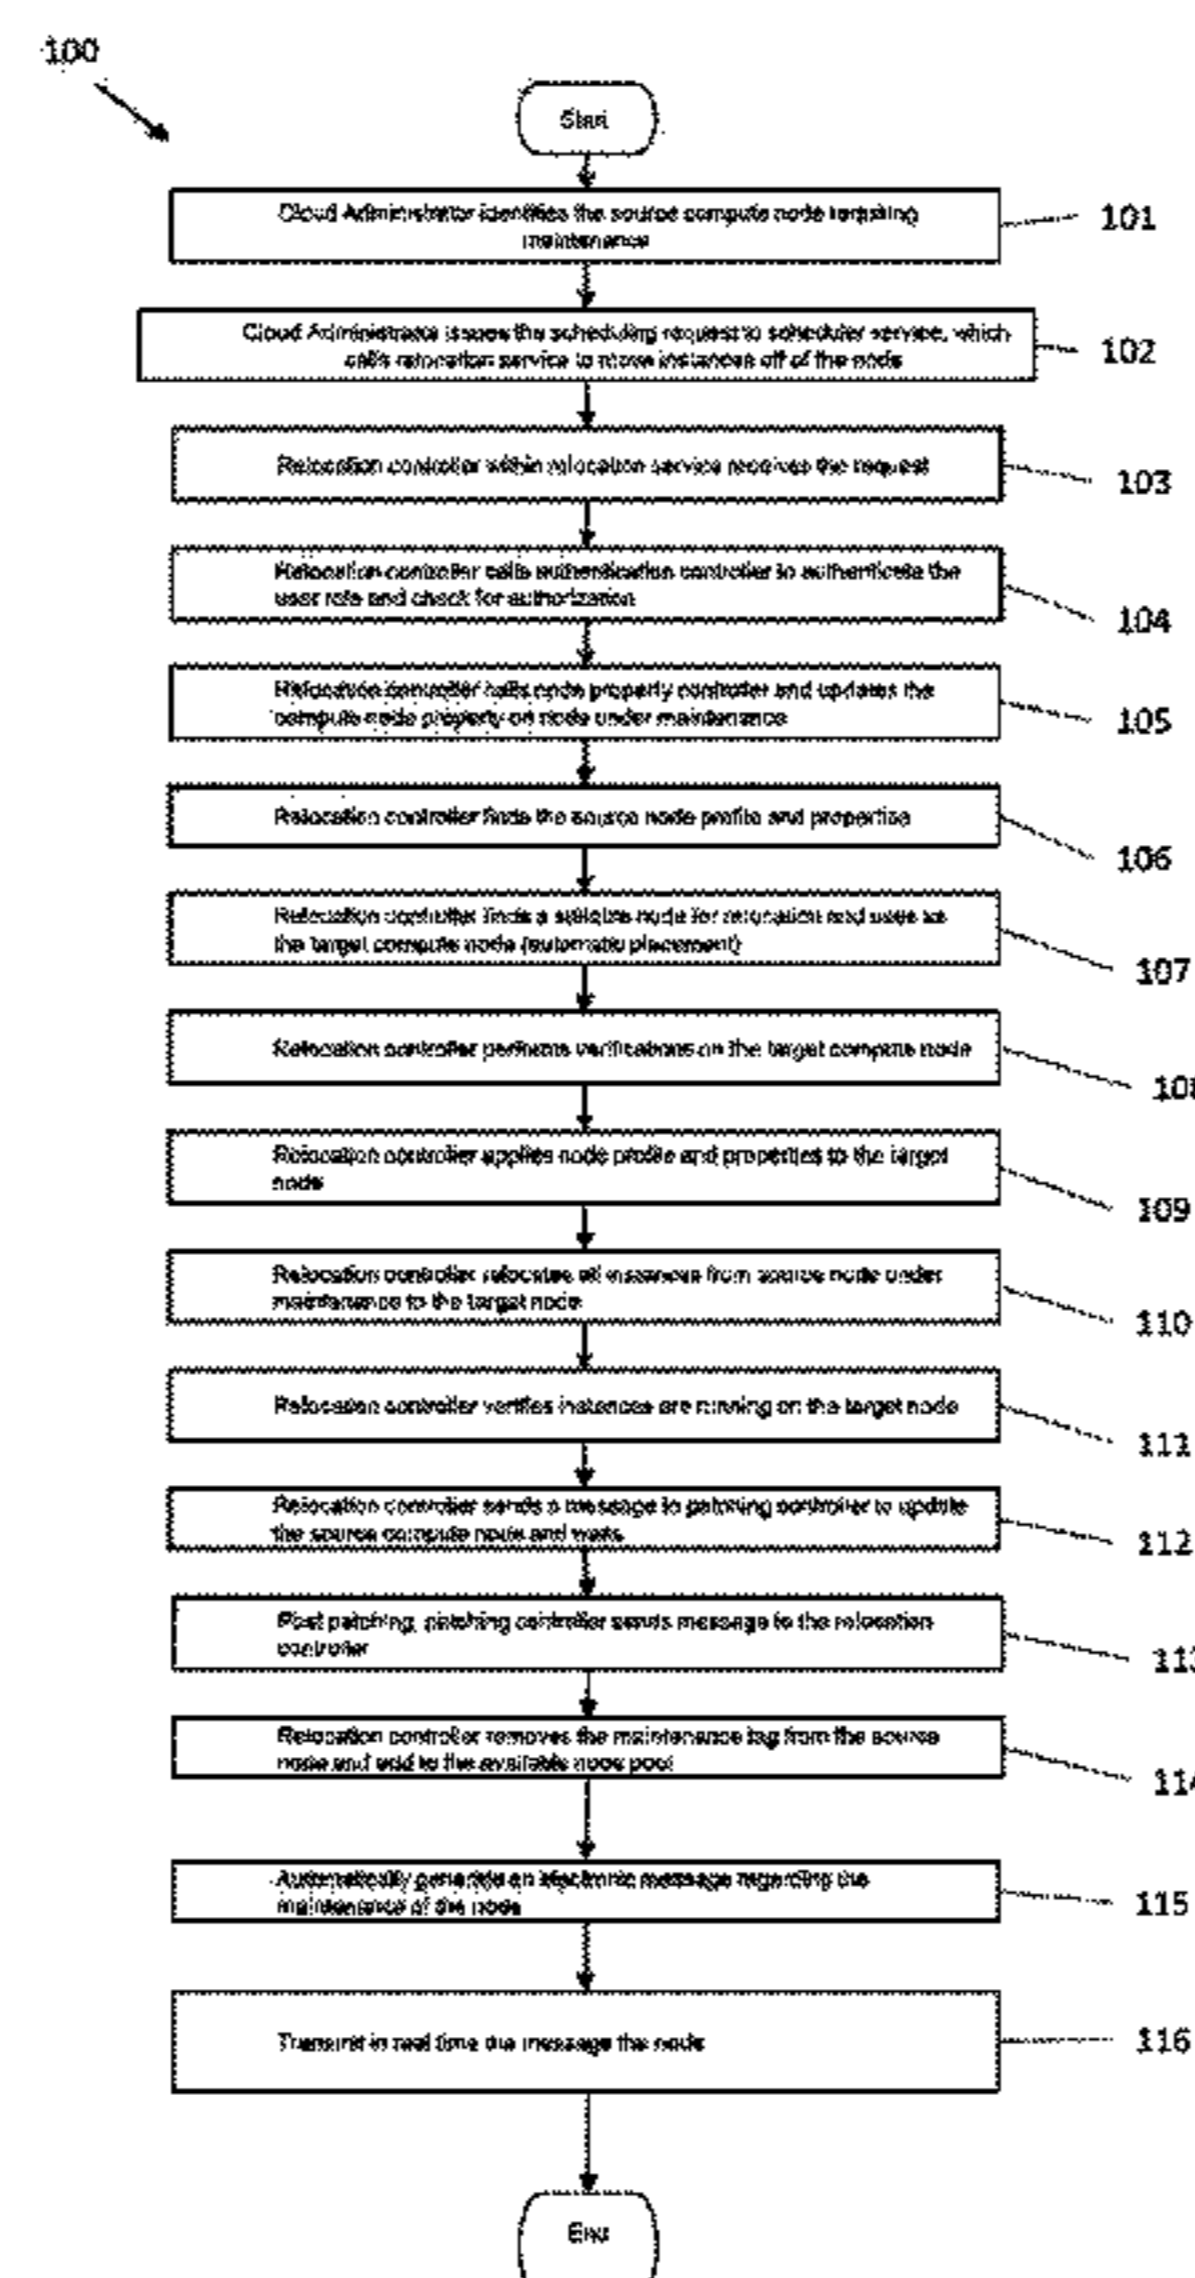 100
Start
Cloud Administrator identifies the source compute node requiring
maintenance
101
Cloud Administrator issues the scheduling request to scheduler service, which
calls relocation service to move instances off of the node
102
Relocation controller within relocation service receives the request
103
Relocation controller calls authentication controller to authenticate the
user role and check for authorization
104
Relocation controller calls node property controller and updates the
compute node property on node under maintenance
105
Relocation controller finds the source node profile and properties
106
Relocation controller finds a suitable node for relocation and uses as
the target compute node (automatic placement)
107
Relocation controller performs verifications on the target compute node
108
Relocation controller applies node profile and properties to the target
node
109
Relocation controller relocates all instances from source node under
maintenance to the target node
110
Relocation controller verifies instances are running on the target node
111
Relocation controller sends a message to patching controller to update
the source compute node and waits
112
Post patching, patching controller sends message to the relocation
controller
113
Relocation controller removes the maintenance tag from the source
node and add to the available node pool
114
Automatically generate an electronic message regarding the
maintenance of the node
115
Transmit in real time the message the node
116
End